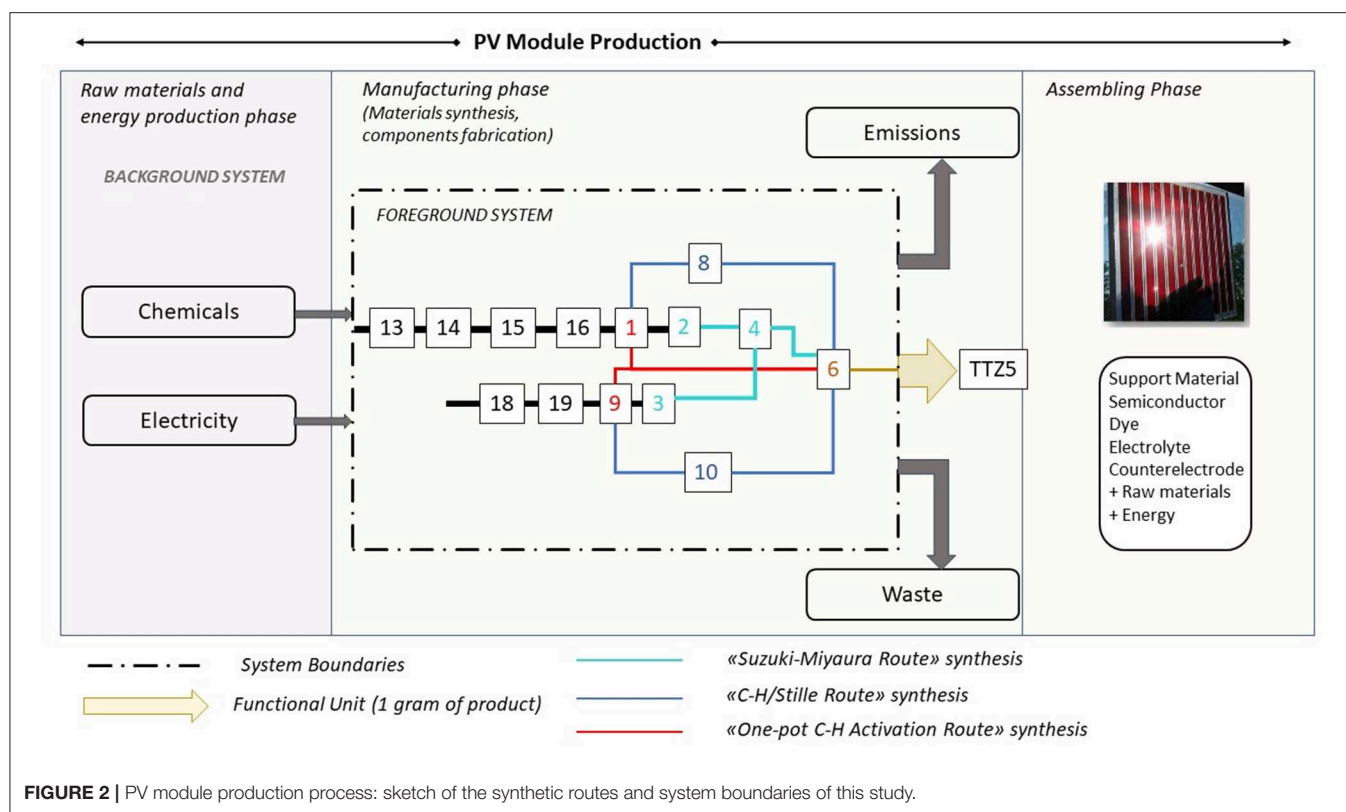 PV Module Production
Raw materials and
energy production phase
BACKGROUND SYSTEM
Chemicals
Electricity
Manufacturing phase
(Materials synthesis,
components fabrication)
FOREGROUND SYSTEM
8
13 14 15 16 1 2 4
6
18 19 9 3
10
Emissions
Waste
TTZ5
Assembling Phase
Support Material
Semiconductor
Dye
Electrolyte
Counterelectrode
+ Raw materials
+ Energy
System Boundaries
Functional Unit (1 gram of product)
«Suzuki-Miyaura Route» synthesis
«C-H/Stille Route» synthesis
«One-pot C-H Activation Route» synthesis
FIGURE 2 | PV module production process: sketch of the synthetic routes and system boundaries of this study.